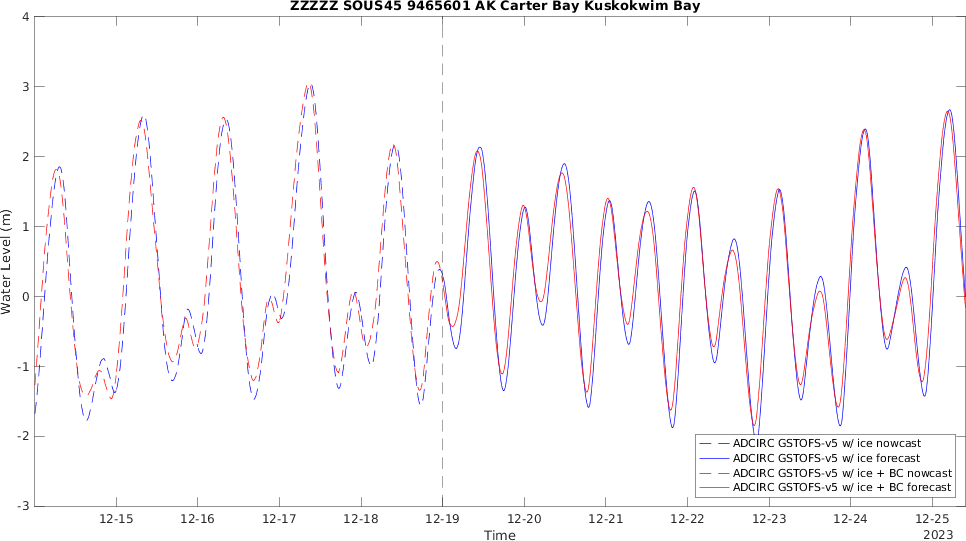 ZZZZZ SOUS45 9465601 AK Carter Bay Kuskokwim Bay
4
3
2
1
0
-1
-2
-3
Water Level (m)
ADCIRC GSTOFS-v5 w/ ice nowcast
ADCIRC GSTOFS-v5 w/ ice forecast
ADCIRC GSTOFS-v5 w/ ice + BC nowcast
ADCIRC GSTOFS-v5 w/ ice + BC forecast
12-15 12-16 12-17 12-18 12-19 12-20 12-21 12-22 12-23 12-24 12-25
Time
2023